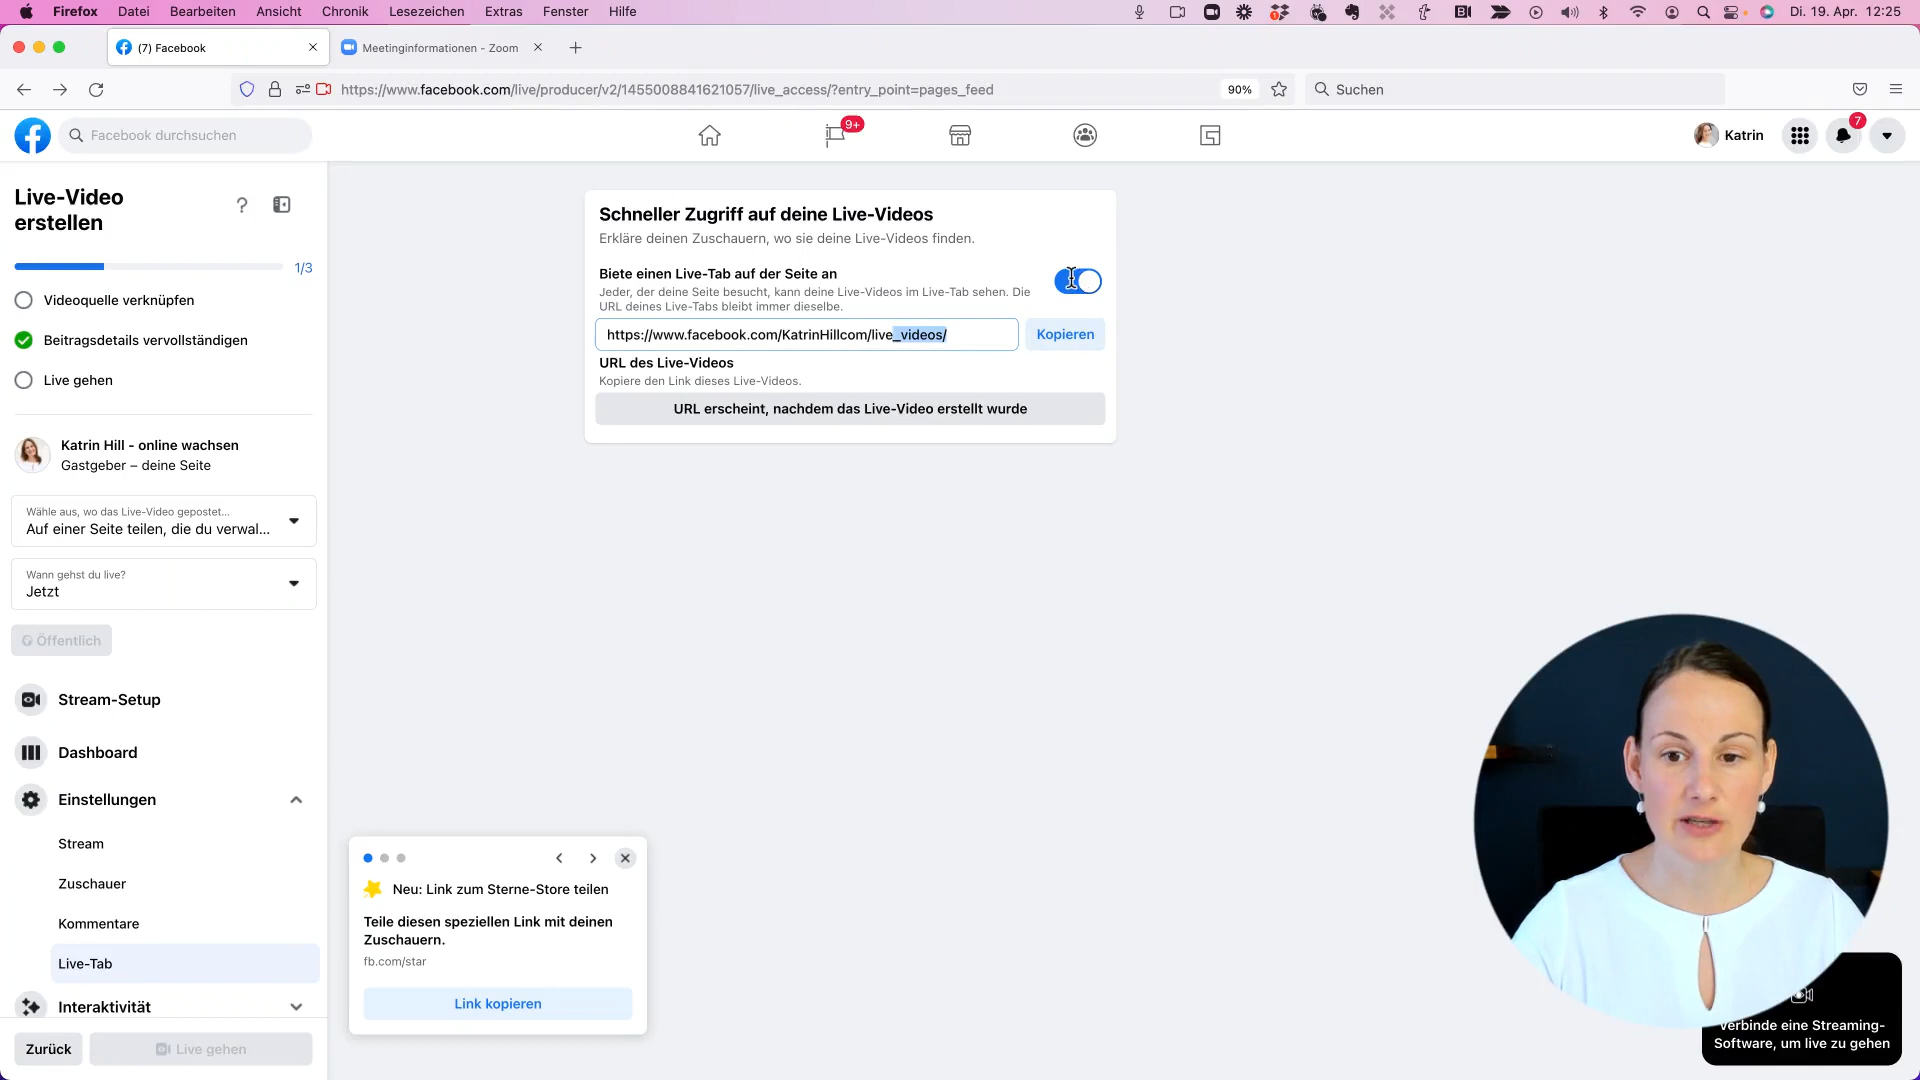 Firefox Datei Bearbeiten Ansicht Chronik Lesezeichen Extras Fenster Hilfe Di. 19. Apr. 12:25
(7) Facebook Meetinginformationen - Zoom
https://www.facebook.com/live/producer/v2/1455008841621057/live_access/?entry_point=pages_feed 90% Suchen
Facebook durchsuchen 9+ Katrin 7
Live-Video
erstellen
1/3
Videoquelle verknüpfen
Beitragsdetails vervollständigen
Live gehen
Katrin Hill - online wachsen
Gastgeber – deine Seite
Wähle aus, wo das Live-Video gepostet...
Auf einer Seite teilen, die du verwal...
Wann gehst du live?
Jetzt
Öffentlich
Stream-Setup
Dashboard
Einstellungen
Stream
Zuschauer
Kommentare
Live-Tab
Interaktivität
Zurück
Live gehen
Schneller Zugriff auf deine Live-Videos
Erkläre deinen Zuschauern, wo sie deine Live-Videos finden.
Biete einen Live-Tab auf der Seite an
Jeder, der deine Seite besucht, kann deine Live-Videos im Live-Tab sehen. Die
URL deines Live-Tabs bleibt immer dieselbe.
https://www.facebook.com/KatrinHillcom/live_videos/
Kopieren
URL des Live-Videos
Kopiere den Link dieses Live-Videos.
URL erscheint, nachdem das Live-Video erstellt wurde
Neu: Link zum Sterne-Store teilen
Teile diesen speziellen Link mit deinen
Zuschauern.
fb.com/star
Link kopieren
Verbinde eine Streaming-
Software, um live zu gehen